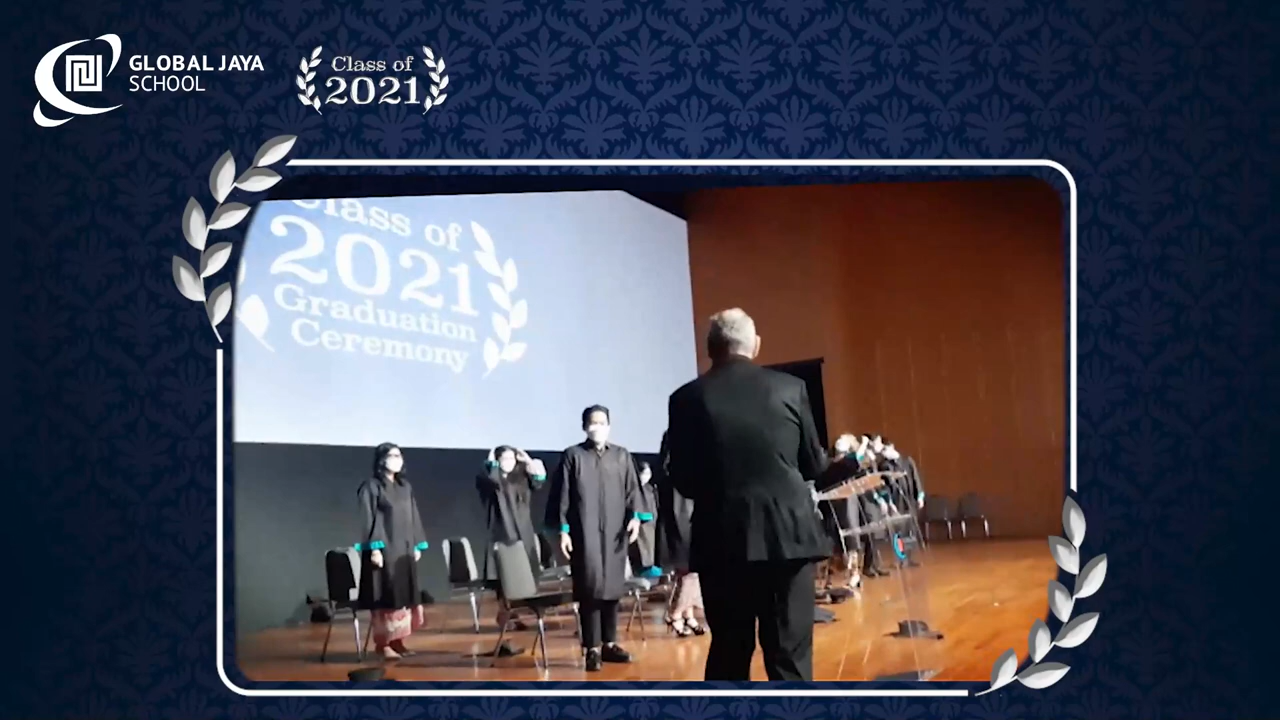 GLOBAL JAYA
SCHOOL
Class of
2021
Class of
2021
Graduation
Ceremony